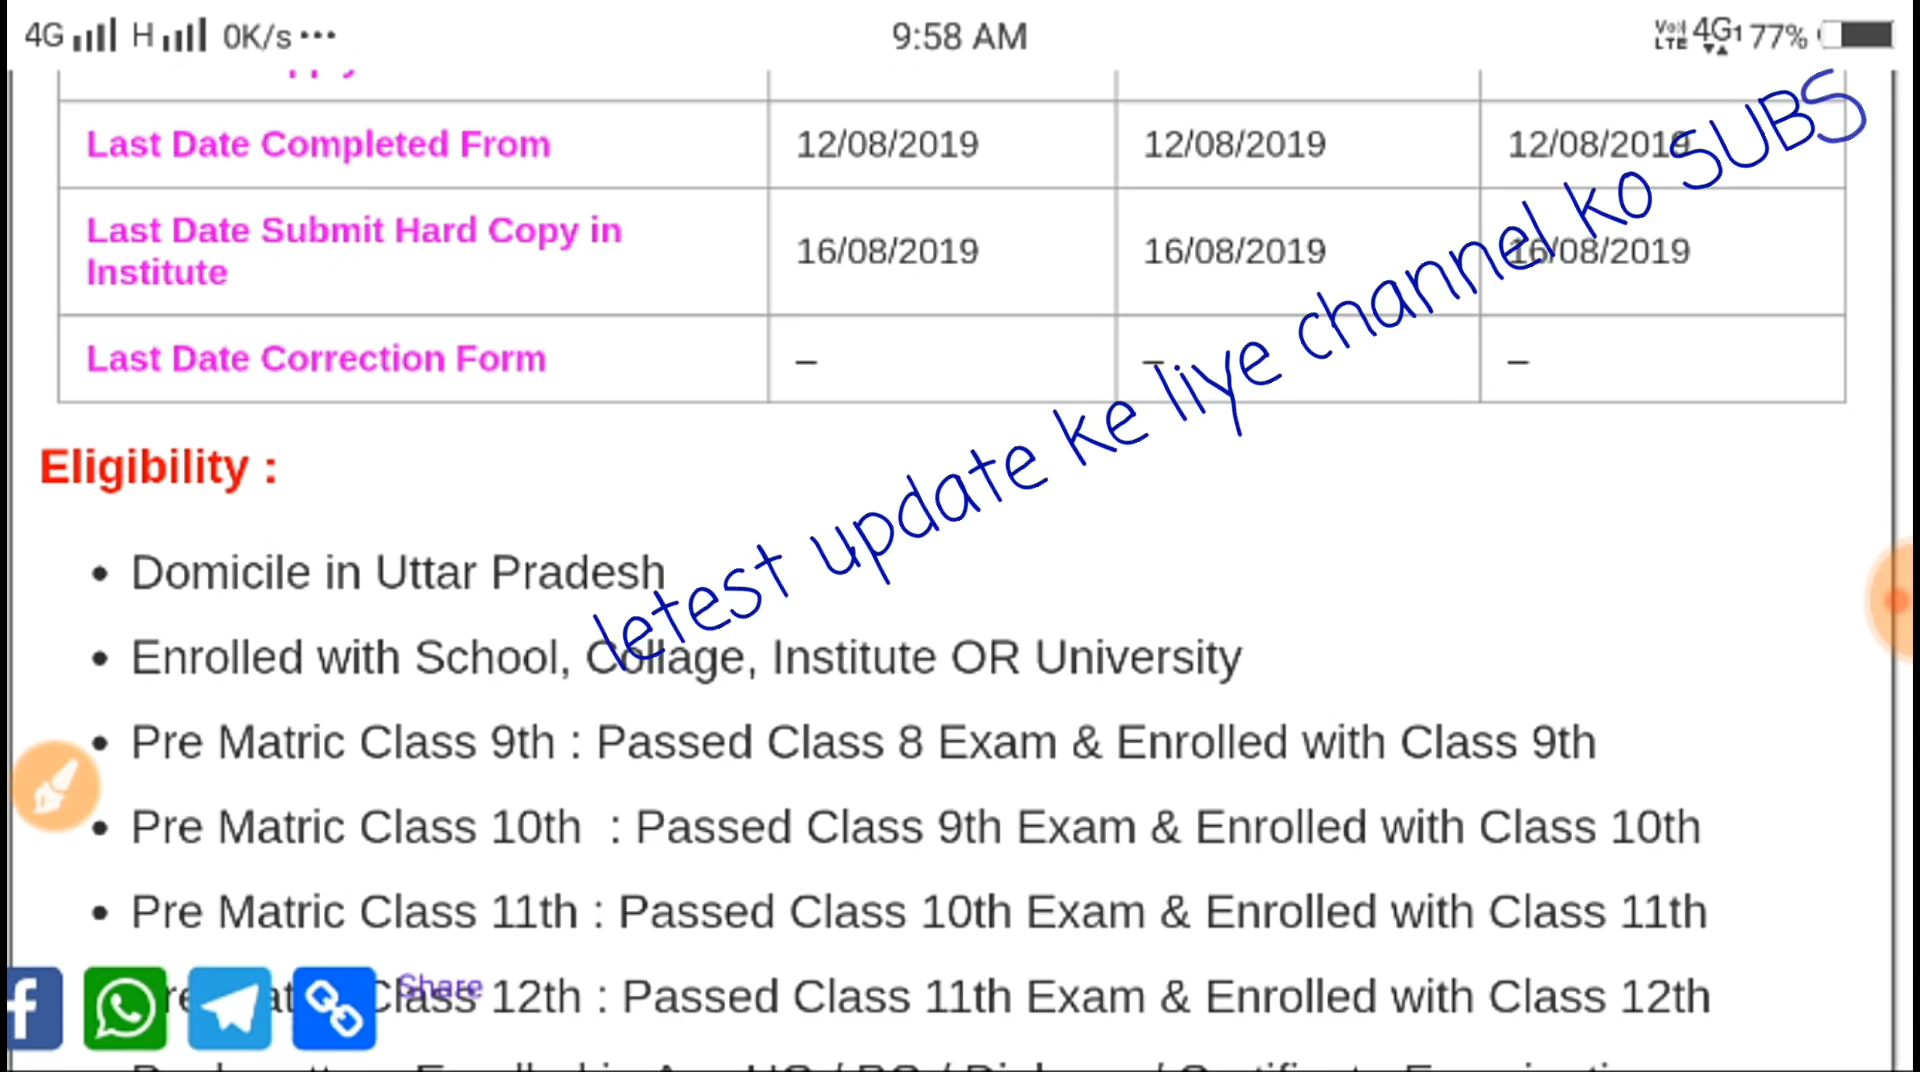 4G H 0K/s ... 9:58 AM VoLTE 4G1 77%
Last Date Completed From 12/08/2019 12/08/2019 12/08/2019
Last Date Submit Hard Copy in Institute 16/08/2019 16/08/2019 16/08/2019
Last Date Correction Form – – –
letest update ke liye channel ko SUBS
Eligibility :
• Domicile in Uttar Pradesh
• Enrolled with School, Collage, Institute OR University
• Pre Matric Class 9th : Passed Class 8 Exam & Enrolled with Class 9th
• Pre Matric Class 10th : Passed Class 9th Exam & Enrolled with Class 10th
• Pre Matric Class 11th : Passed Class 10th Exam & Enrolled with Class 11th
Class 12th : Passed Class 11th Exam & Enrolled with Class 12th
Share